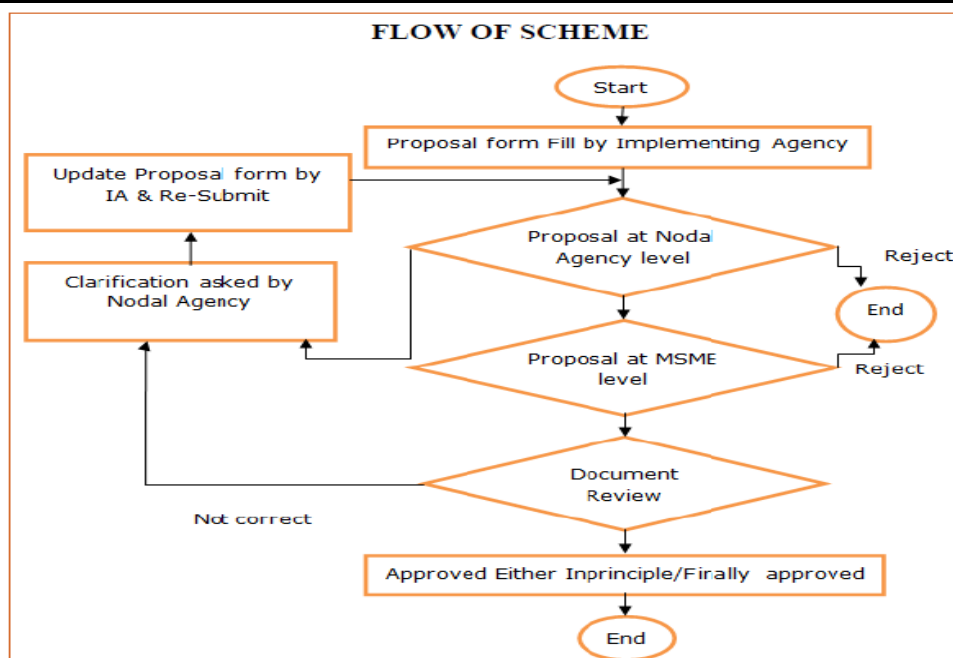 FLOW OF SCHEME
Start
Proposal form Fill by Implementing Agency
Update Proposal form by
IA & Re-Submit
Proposal at Nodal
Agency level
Reject
Clarification asked by
Nodal Agency
End
Proposal at MSME
level
Reject
Document
Review
Not correct
Approved Either Inprinciple/Finally approved
End